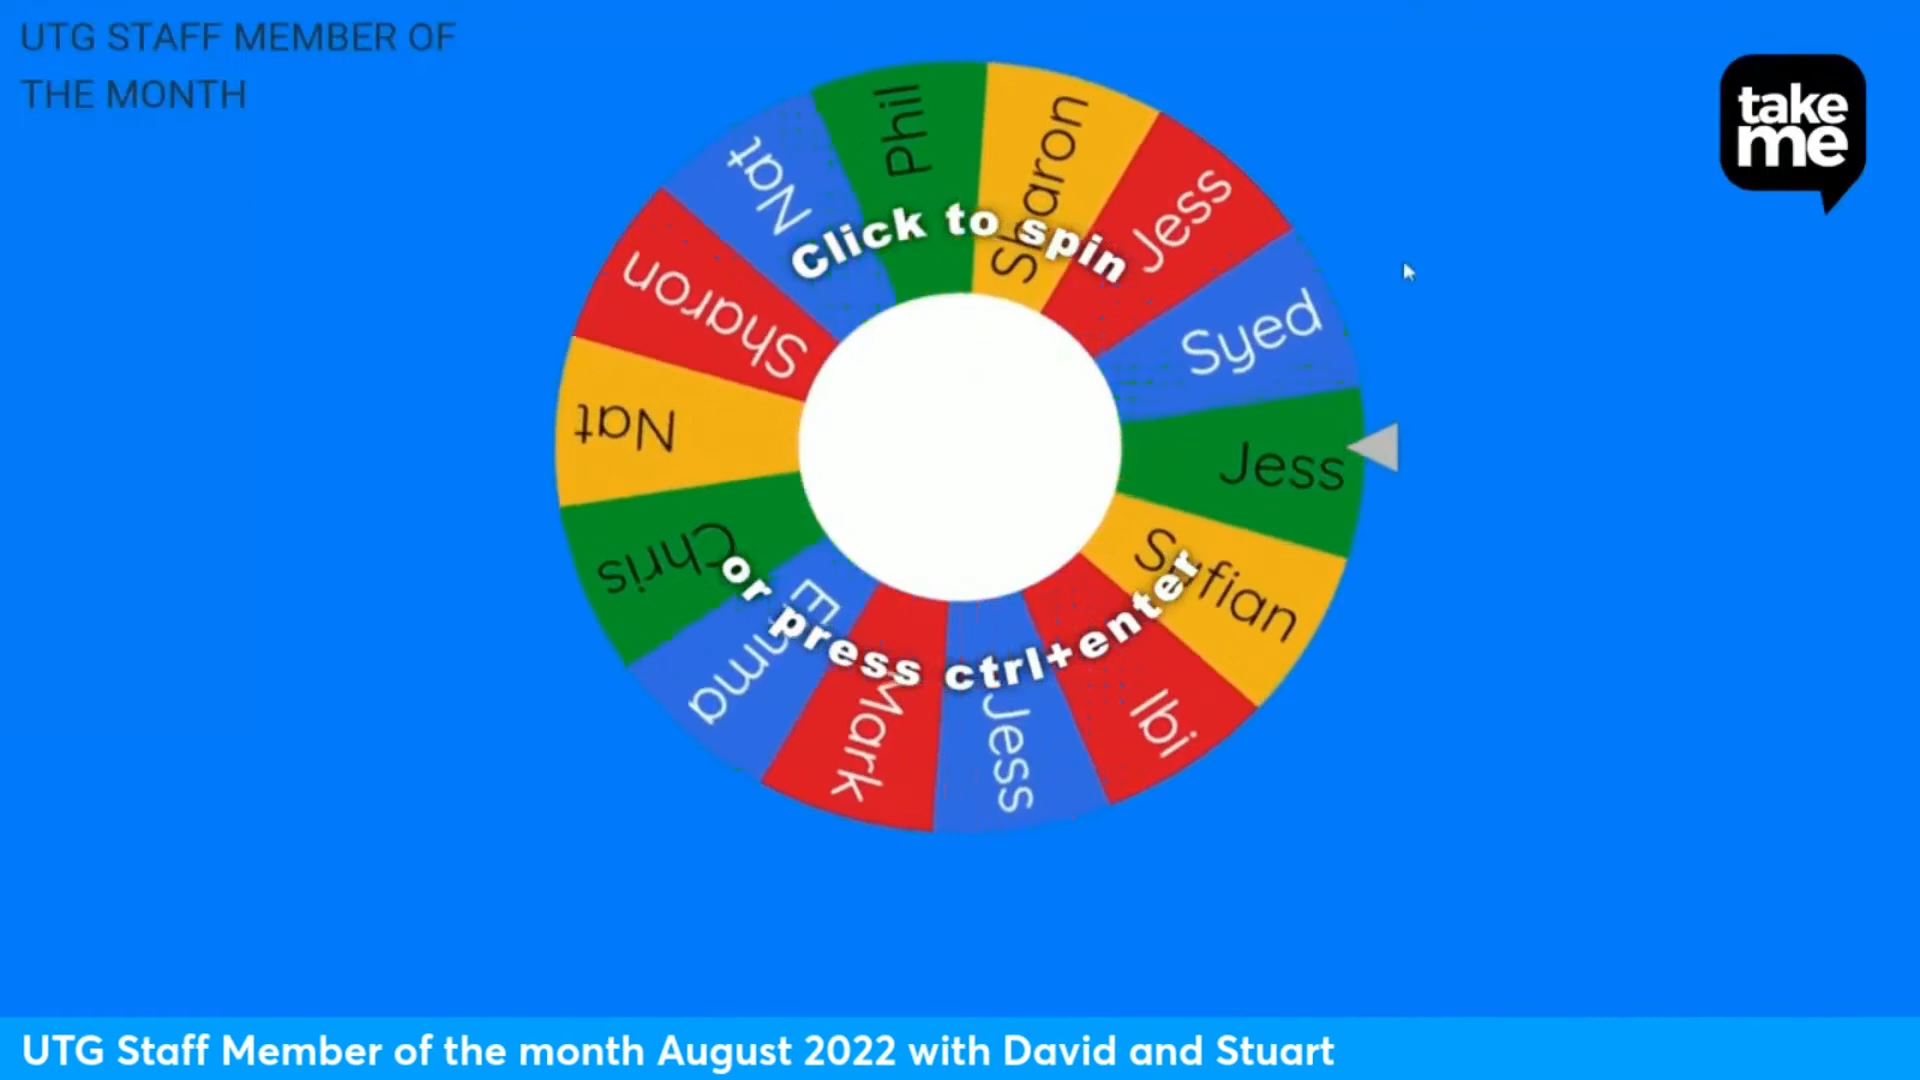 UTG STAFF MEMBER OF
THE MONTH
take
me
Phil
Sharon
Jess
Syed
Jess
Sufian
Ibi
Jess
Mark
Emma
Chris
Nat
Sharon
Nat
Click to spin
or press ctrl+enter
UTG Staff Member of the month August 2022 with David and Stuart